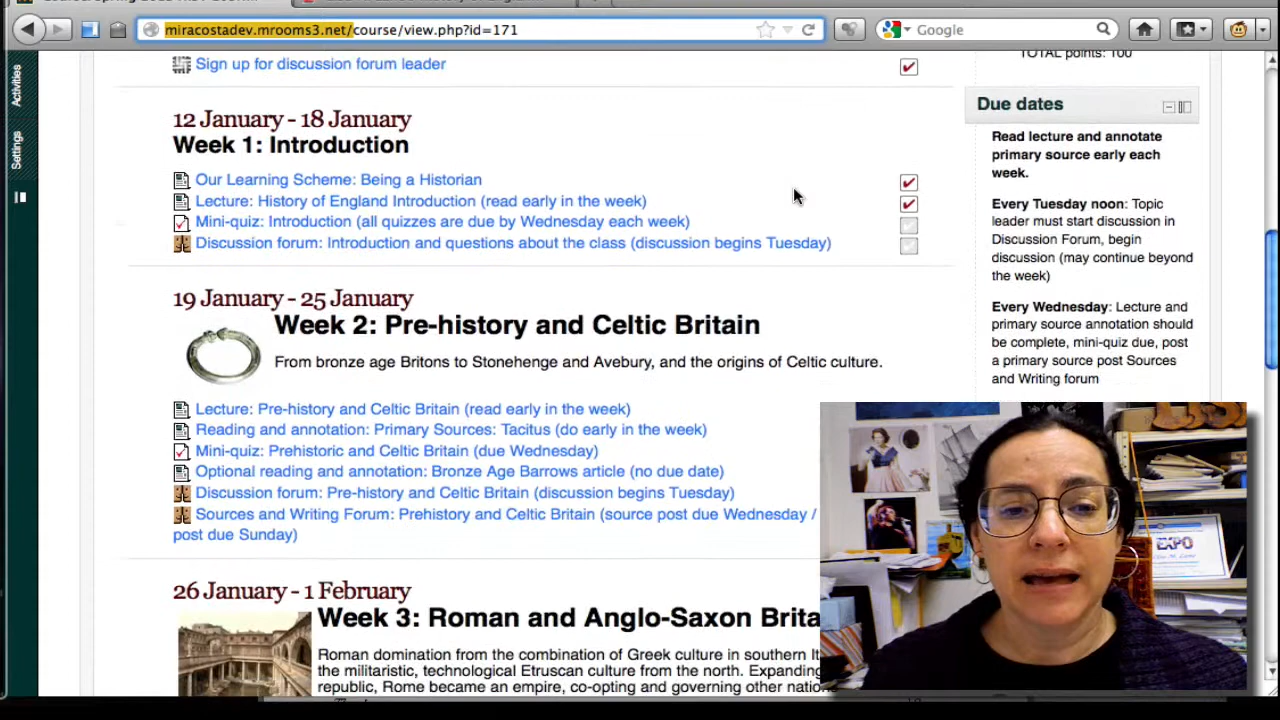 miracostadev.mrooms3.net/course/view.php?id=171
Google
Activities
Settings
Sign up for discussion forum leader
12 January - 18 January
Week 1: Introduction
Our Learning Scheme: Being a Historian
Lecture: History of England Introduction (read early in the week)
Mini-quiz: Introduction (all quizzes are due by Wednesday each week)
Discussion forum: Introduction and questions about the class (discussion begins Tuesday)
19 January - 25 January
Week 2: Pre-history and Celtic Britain
From bronze age Britons to Stonehenge and Avebury, and the origins of Celtic culture.
Lecture: Pre-history and Celtic Britain (read early in the week)
Reading and annotation: Primary Sources: Tacitus (do early in the week)
Mini-quiz: Prehistoric and Celtic Britain (due Wednesday)
Optional reading and annotation: Bronze Age Barrows article (no due date)
Discussion forum: Pre-history and Celtic Britain (discussion begins Tuesday)
Sources and Writing Forum: Prehistory and Celtic Britain (source post due Wednesday /
post due Sunday)
26 January - 1 February
Week 3: Roman and Anglo-Saxon Brita
Roman domination from the combination of Greek culture in southern It
the militaristic, technological Etruscan culture from the north. Expanding
republic, Rome became an empire, co-opting and governing other nation
TOTAL points: 100
Due dates
Read lecture and annotate
primary source early each
week.
Every Tuesday noon: Topic
leader must start discussion in
Discussion Forum, begin
discussion (may continue beyond
the week)
Every Wednesday: Lecture and
primary source annotation should
be complete, mini-quiz due, post
a primary source post Sources
and Writing forum
EXPO